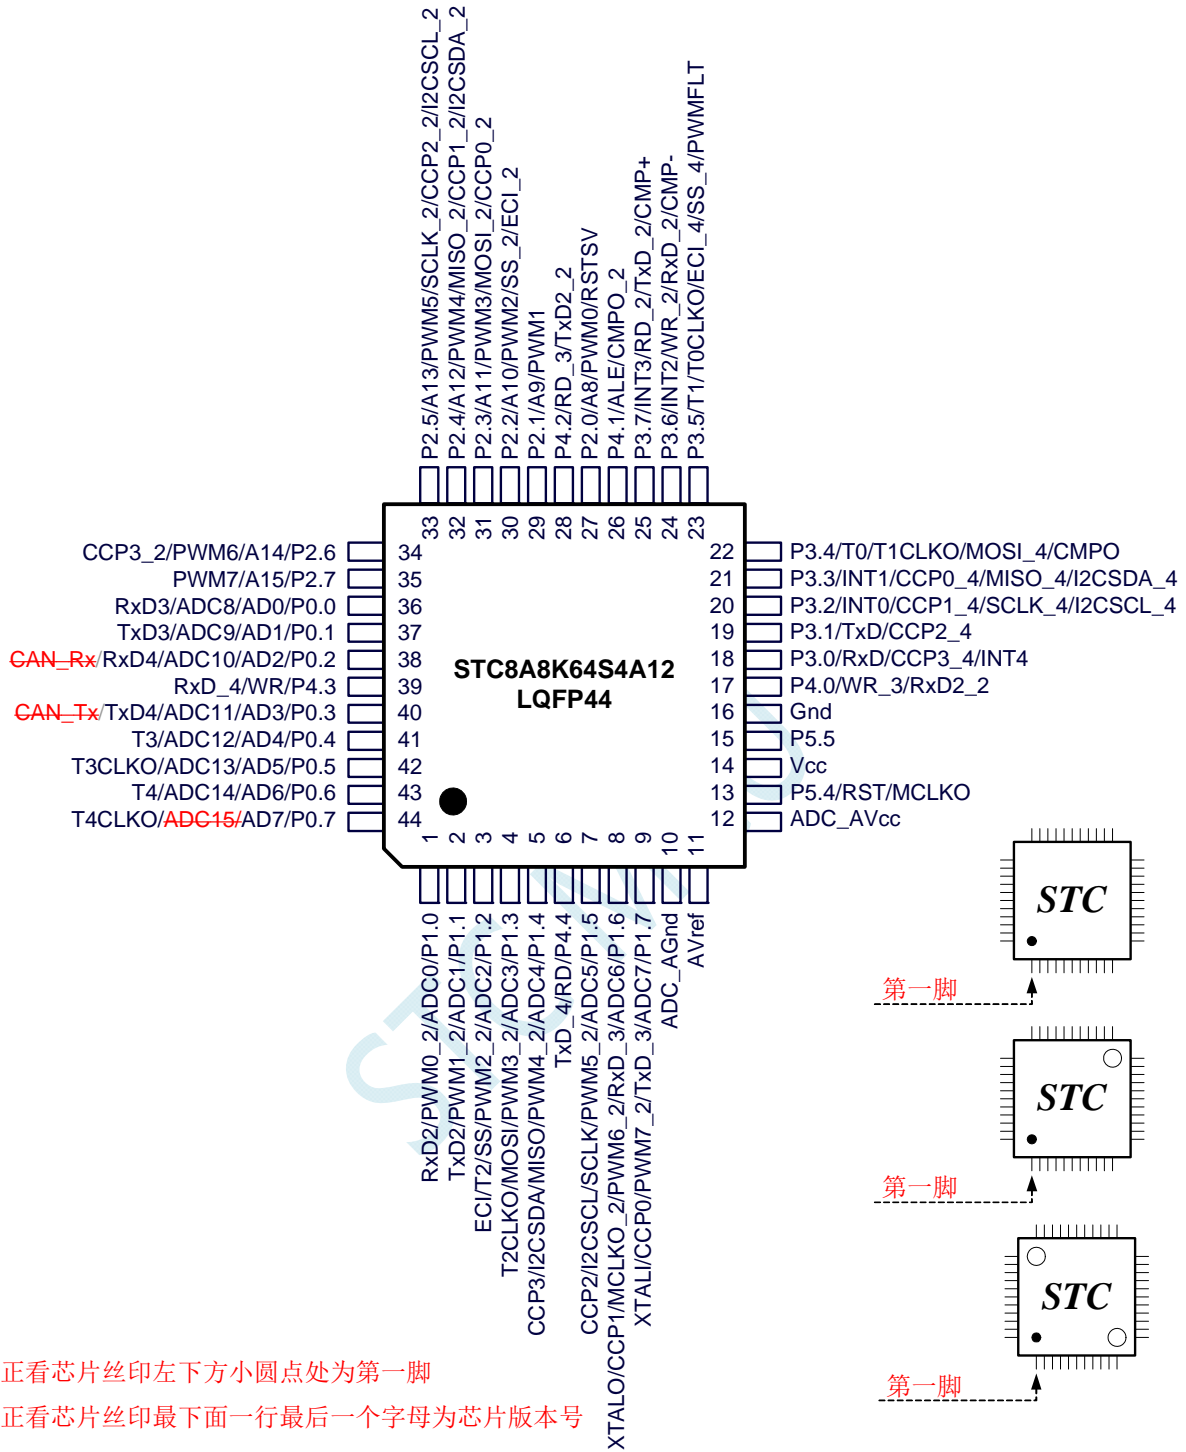 P2.5/A13/PWM5/SCLK_2/CCP2_2/I2CSCL_2
P2.4/A12/PWM4/MISO_2/CCP1_2/I2CSDA_2
P2.3/A11/PWM3/MOSI_2/CCP0_2
P2.2/A10/PWM2/SS_2/ECI_2
P2.1/A9/PWM1
P4.2/RD_3/TxD2_2
P2.0/A8/PWM0/RSTSV
P4.1/ALE/CMPO_2
P3.7/INT3/RD_2/TxD_2/CMP+
P3.6/INT2/WR_2/RxD_2/CMP-
P3.5/T1/T0CLKO/ECI_4/SS_4/PWMFLT
33 32 31 30 29 28 27 26 25 24 23
CCP3_2/PWM6/A14/P2.6 34
PWM7/A15/P2.7 35
RxD3/ADC8/AD0/P0.0 36
TxD3/ADC9/AD1/P0.1 37
CAN_Rx/RxD4/ADC10/AD2/P0.2 38
RxD_4/WR/P4.3 39
CAN_Tx/TxD4/ADC11/AD3/P0.3 40
T3/ADC12/AD4/P0.4 41
T3CLKO/ADC13/AD5/P0.5 42
T4/ADC14/AD6/P0.6 43
T4CLKO/ADC15/AD7/P0.7 44
STC8A8K64S4A12
LQFP44
22 P3.4/T0/T1CLKO/MOSI_4/CMPO
21 P3.3/INT1/CCP0_4/MISO_4/I2CSDA_4
20 P3.2/INT0/CCP1_4/SCLK_4/I2CSCL_4
19 P3.1/TxD/CCP2_4
18 P3.0/RxD/CCP3_4/INT4
17 P4.0/WR_3/RxD2_2
16 Gnd
15 P5.5
14 Vcc
13 P5.4/RST/MCLKO
12 ADC_AVcc
1 2 3 4 5 6 7 8 9 10 11
RxD2/PWM0_2/ADC0/P1.0
TxD2/PWM1_2/ADC1/P1.1
ECI/T2/SS/PWM2_2/ADC2/P1.2
T2CLKO/MOSI/PWM3_2/ADC3/P1.3
CCP3/I2CSDA/MISO/PWM4_2/ADC4/P1.4
TxD_4/RD/P4.4
CCP2/I2CSCL/SCLK/PWM5_2/ADC5/P1.5
XTALO/CCP1/MCLKO_2/PWM6_2/RxD_3/ADC6/P1.6
XTALI/CCP0/PWM7_2/TxD_3/ADC7/P1.7
ADC_AGnd
AVref
STC
第一脚
STC
第一脚
STC
第一脚
正看芯片丝印左下方小圆点处为第一脚
正看芯片丝印最下面一行最后一个字母为芯片版本号